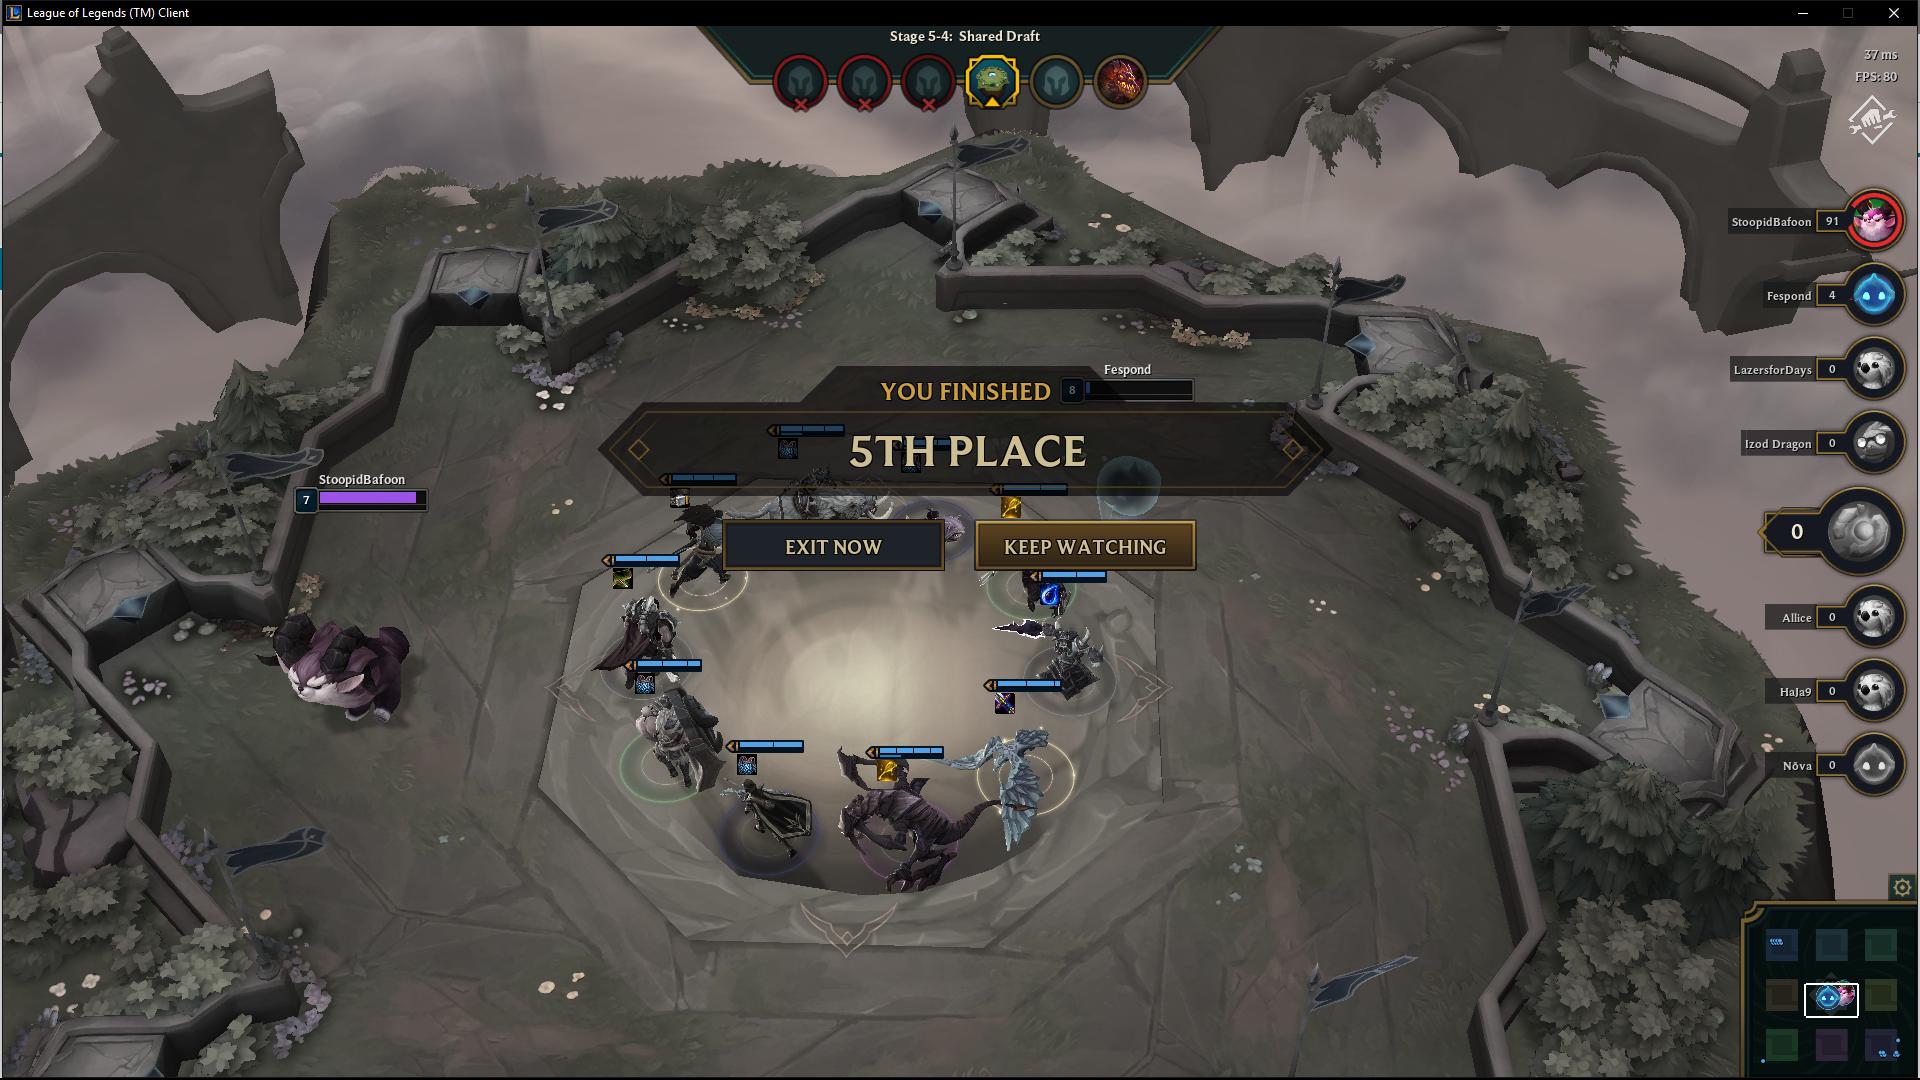 League of Legends (TM) Client
Stage 5-4: Shared Draft
37 ms
FPS: 80
StoopidBafoon 91
Fespond 4
LazersforDays 0
Izod Dragon 0
0
Allice 0
HaJa9 0
Nōva 0
Fespond
8
YOU FINISHED
5TH PLACE
EXIT NOW
KEEP WATCHING
StoopidBafoon
7